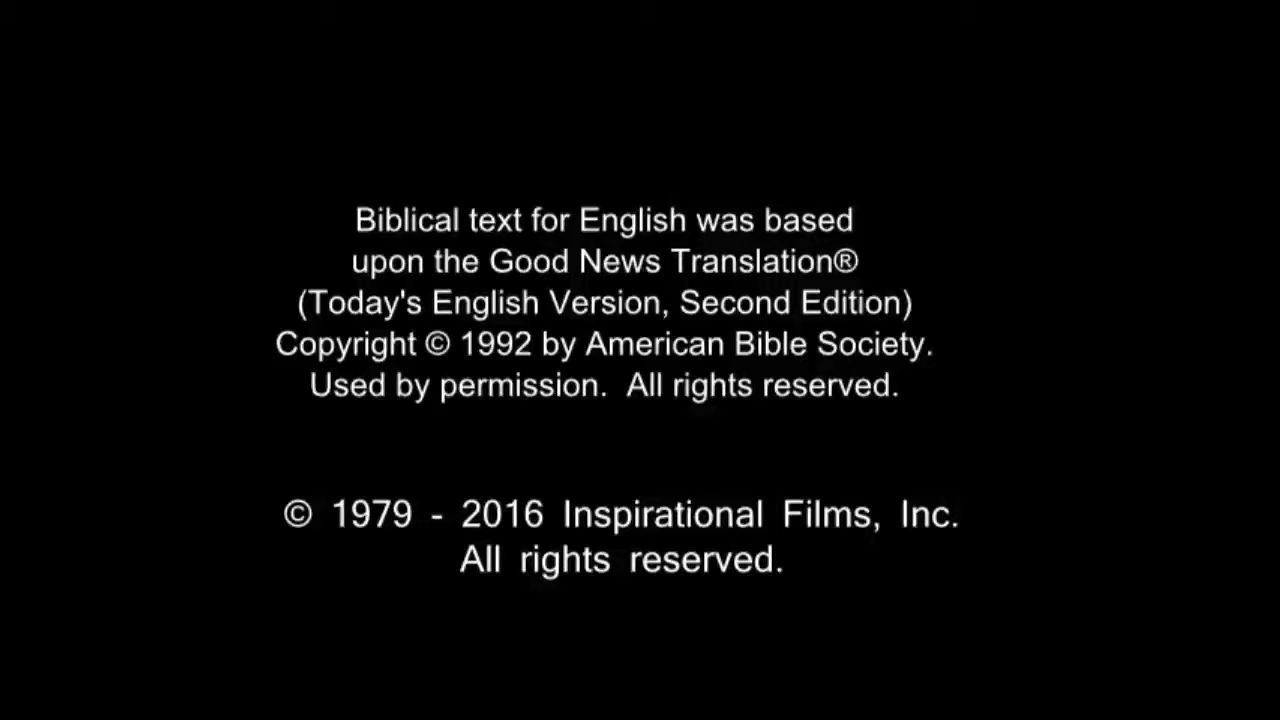 Biblical text for English was based
upon the Good News Translation®
(Today's English Version, Second Edition)
Copyright © 1992 by American Bible Society.
Used by permission.  All rights reserved.
© 1979 - 2016 Inspirational Films, Inc.
All rights reserved.